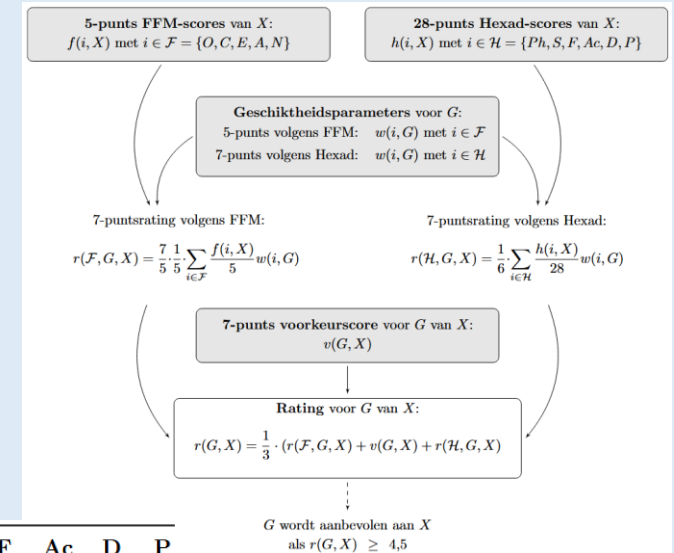 5-punts FFM-scores van X:
f(i, X) met i ∈ F = {O, C, E, A, N}
28-punts Hexad-scores van X:
h(i, X) met i ∈ H = {Ph, S, F, Ac, D, P}
Geschiktheidsparameters voor G:
5-punts volgens FFM: w(i, G) met i ∈ F
7-punts volgens Hexad: w(i, G) met i ∈ H
7-puntsrating volgens FFM:
r(F, G, X) = 7/5 · 1/5 · ∑_{i∈F} f(i, X)/5 w(i, G)
7-puntsrating volgens Hexad:
r(H, G, X) = 1/6 · ∑_{i∈H} h(i, X)/28 w(i, G)
7-punts voorkeurscore voor G van X:
v(G, X)
Rating voor G van X:
r(G, X) = 1/3 · (r(F, G, X) + v(G, X) + r(H, G, X)
G wordt aanbevolen aan X
als r(G, X) ≥ 4,5
Ac D P